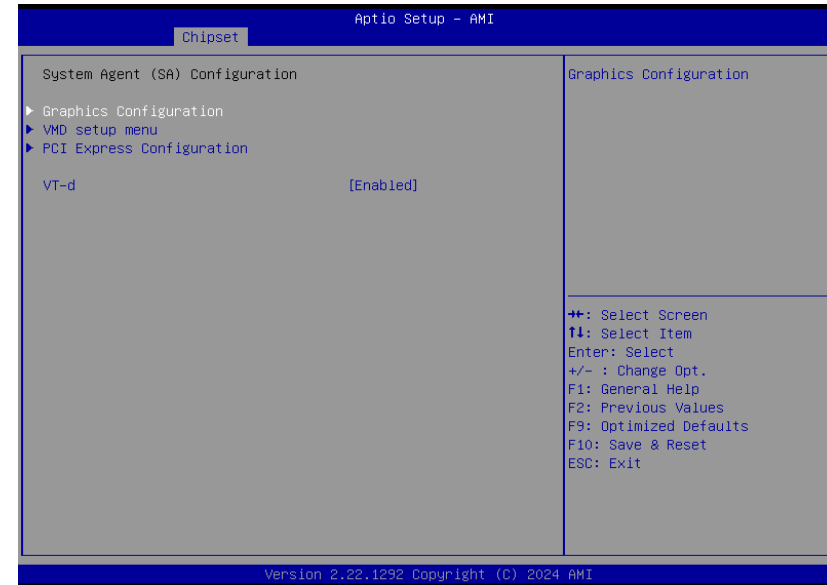 Aptio Setup – AMI
Chipset
System Agent (SA) Configuration
▶ Graphics Configuration
▶ VMD setup menu
▶ PCI Express Configuration
VT-d [Enabled]
Graphics Configuration
→←: Select Screen
↑↓: Select Item
Enter: Select
+/- : Change Opt.
F1: General Help
F2: Previous Values
F9: Optimized Defaults
F10: Save & Reset
ESC: Exit
Version 2.22.1292 Copyright (C) 2024 AMI